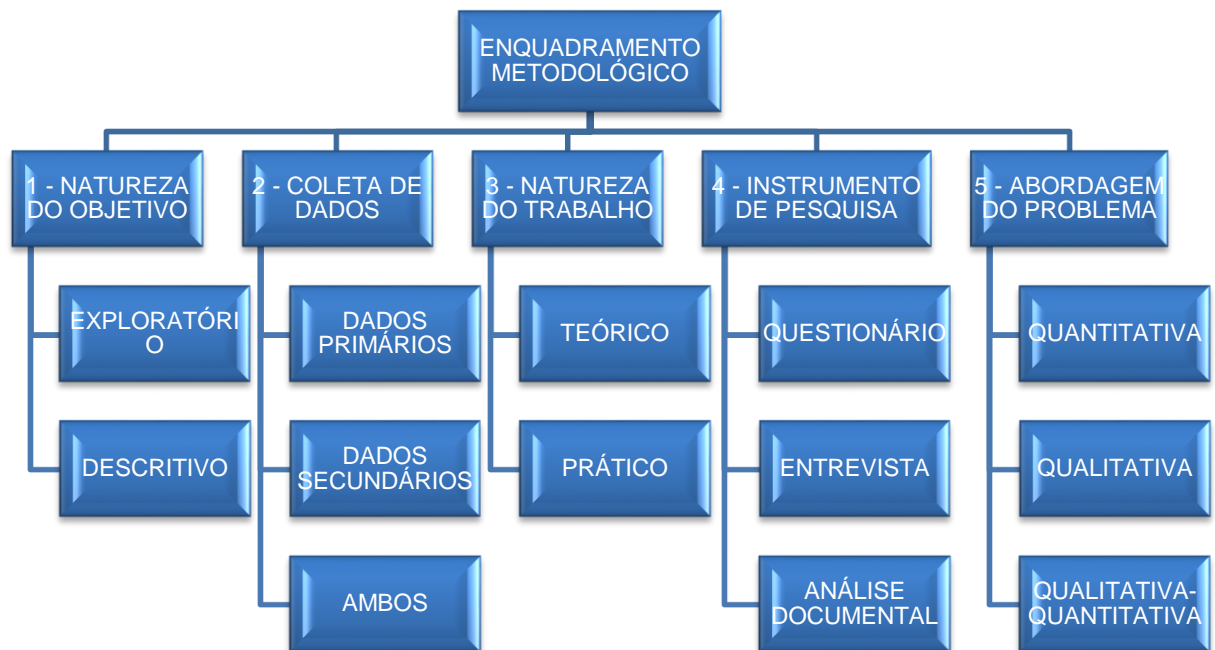 ENQUADRAMENTO
METODOLÓGICO
1 - NATUREZA
DO OBJETIVO
EXPLORATÓRI
O
DESCRITIVO
2 - COLETA DE
DADOS
DADOS
PRIMÁRIOS
DADOS
SECUNDÁRIOS
AMBOS
3 - NATUREZA
DO TRABALHO
TEÓRICO
PRÁTICO
4 - INSTRUMENTO
DE PESQUISA
QUESTIONÁRIO
ENTREVISTA
ANÁLISE
DOCUMENTAL
5 - ABORDAGEM
DO PROBLEMA
QUANTITATIVA
QUALITATIVA
QUALITATIVA-
QUANTITATIVA